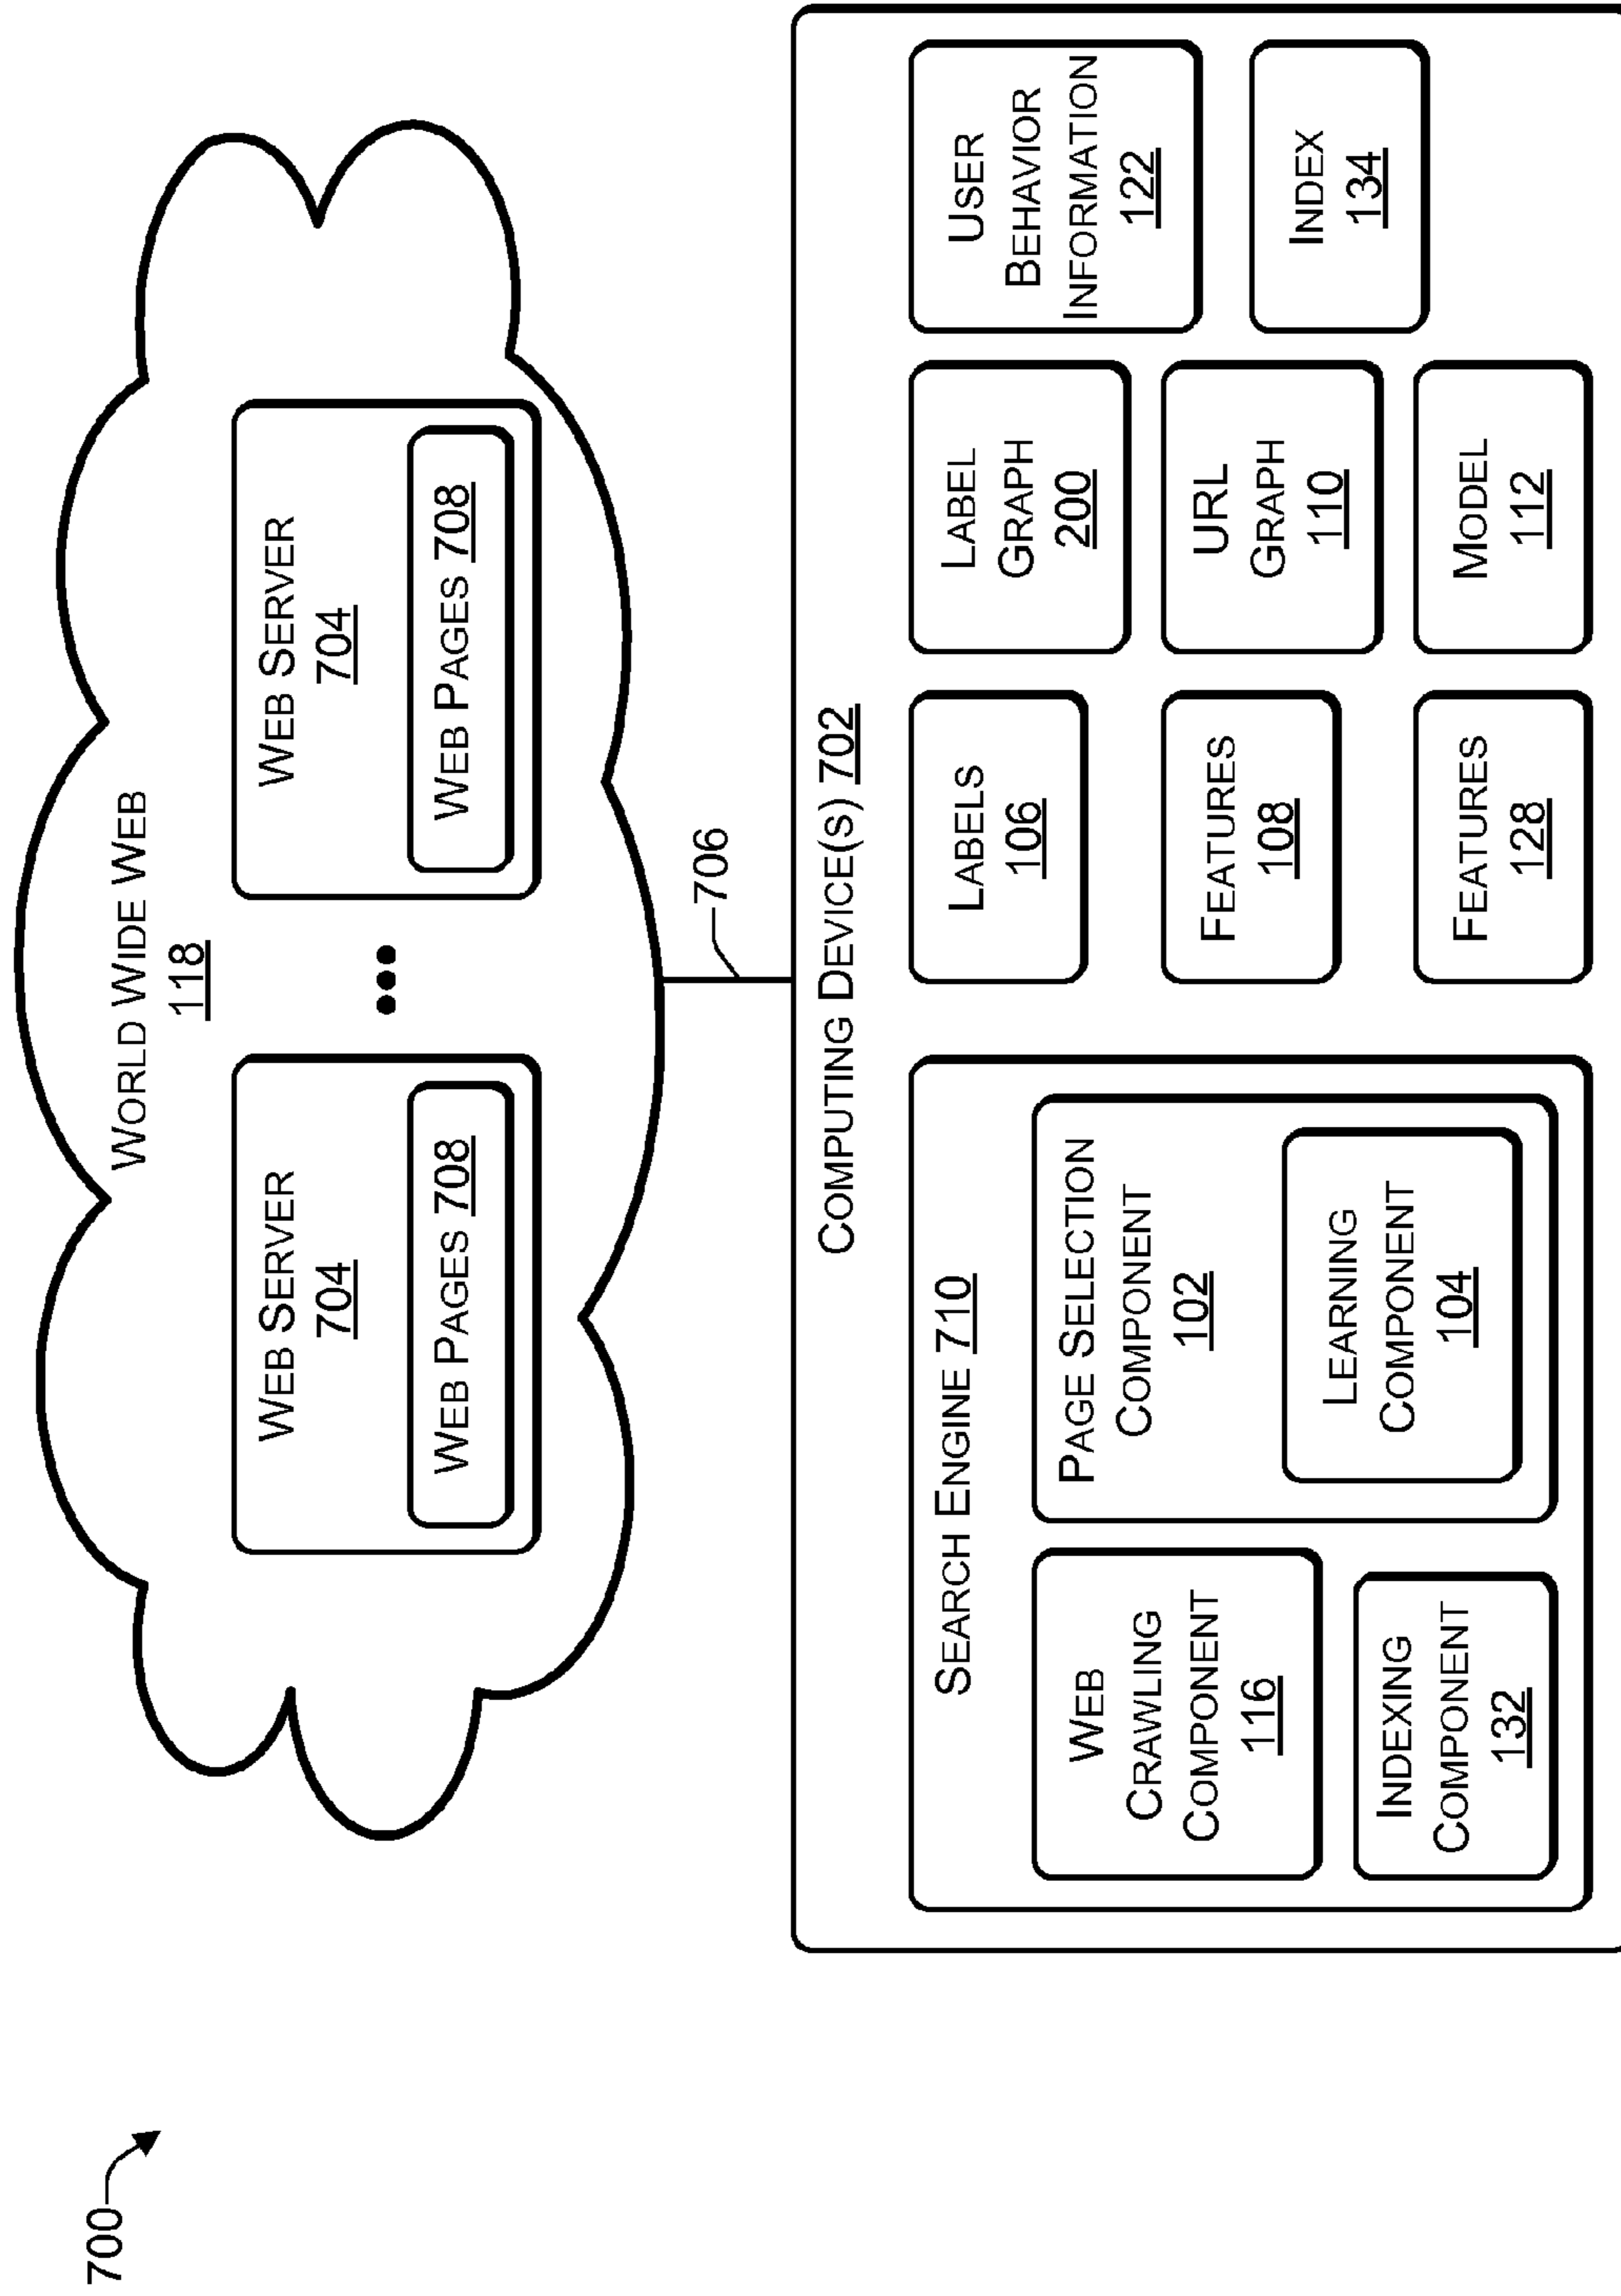 700
WORLD WIDE WEB
118
WEB SERVER
704
WEB PAGES 708
WEB SERVER
704
WEB PAGES 708
706
COMPUTING DEVICE(S) 702
SEARCH ENGINE 710
WEB
CRAWLING
COMPONENT
116
INDEXING
COMPONENT
132
PAGE SELECTION
COMPONENT
102
LEARNING
COMPONENT
104
LABELS
106
FEATURES
108
FEATURES
128
LABEL
GRAPH
200
URL
GRAPH
110
MODEL
112
USER
BEHAVIOR
INFORMATION
122
INDEX
134